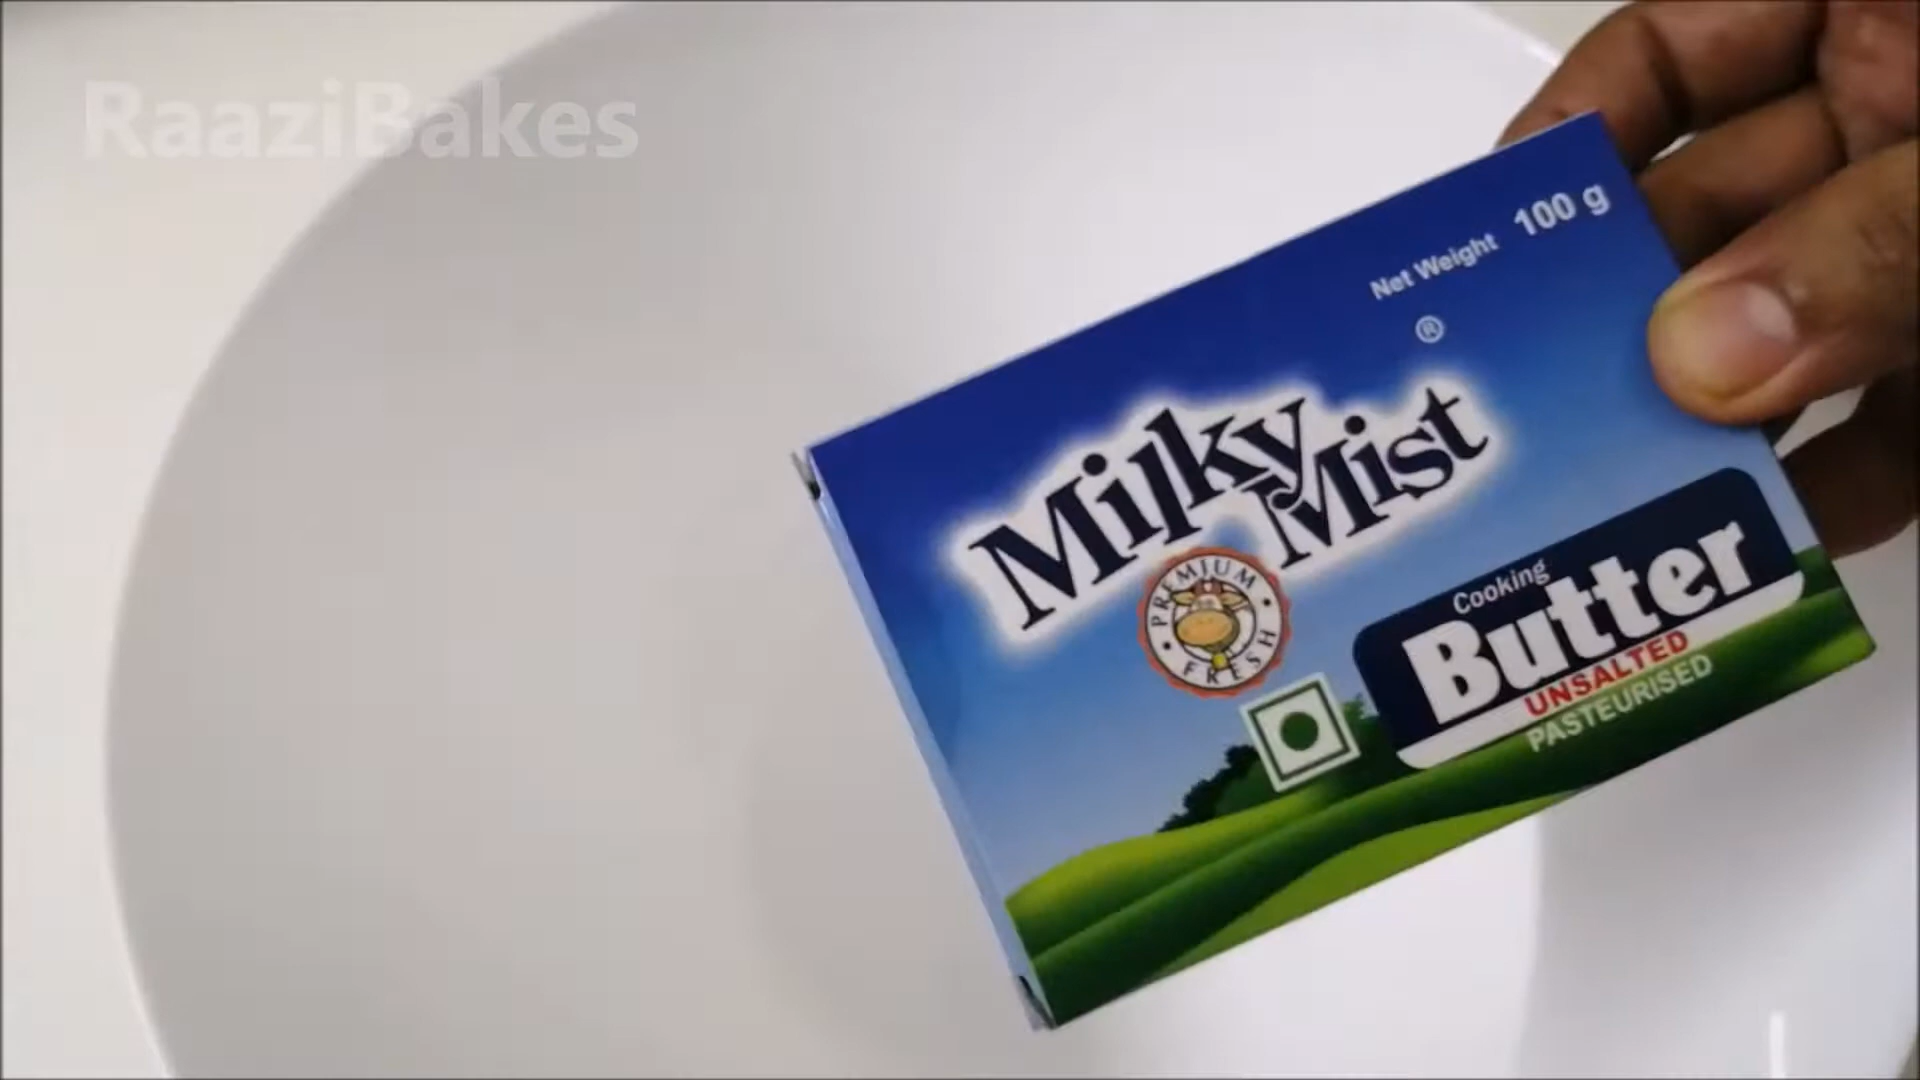 RaaziBakes
Net Weight 100 g
®
Milky
Mist
PREMIUM
FRESH
Cooking
Butter
UNSALTED
PASTEURISED